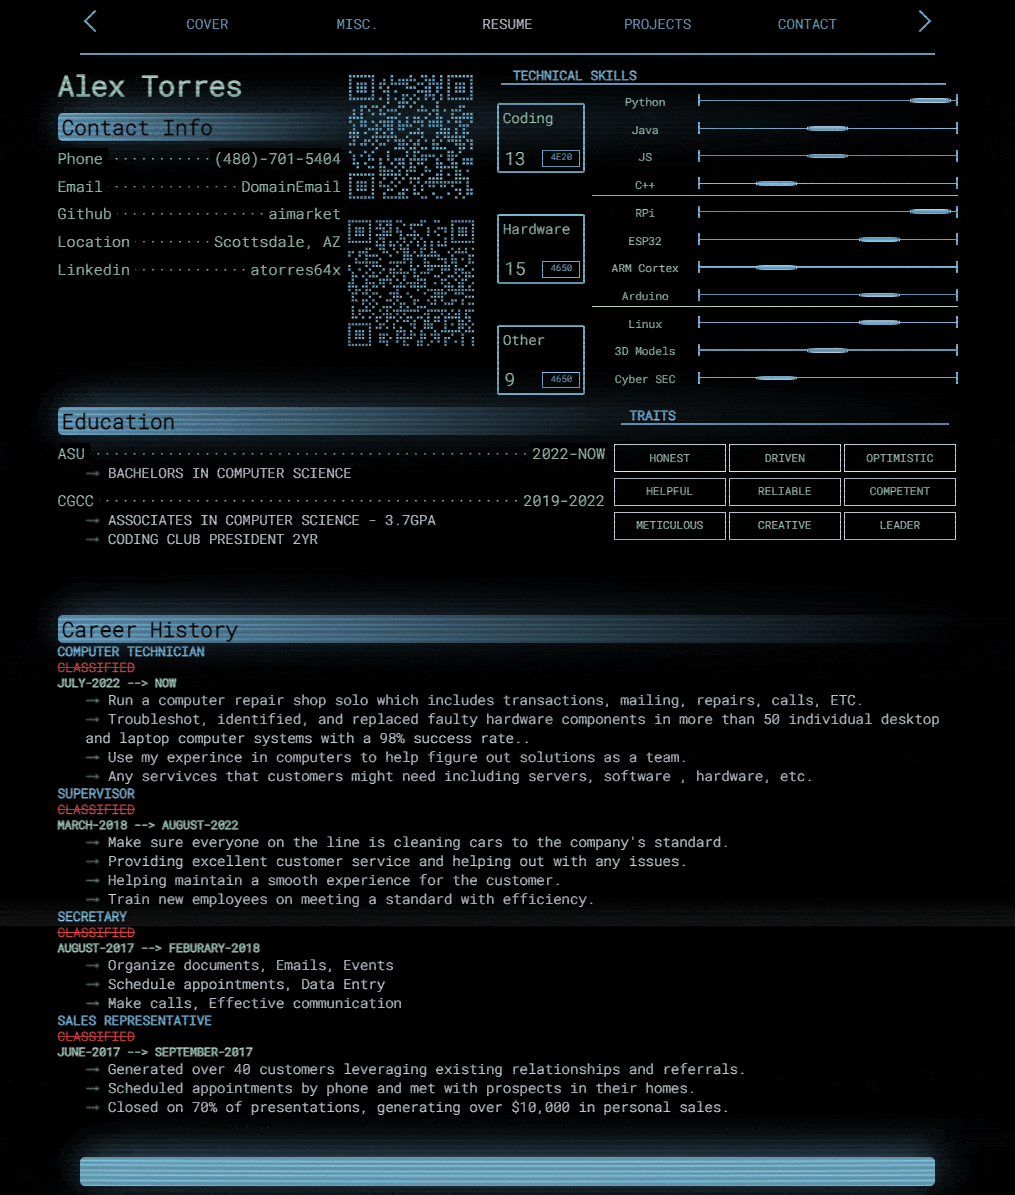 COVER MISC. RESUME PROJECTS CONTACT
Alex Torres
Contact Info
Phone ··········· (480)-701-5404
Email ·············· DomainEmail
Github ·················· aimarket
Location ········· Scottsdale, AZ
Linkedin ·············· atorres64x
TECHNICAL SKILLS
Coding
13 4E20
Python
Java
JS
C++
Hardware
15 4650
RPi
ESP32
ARM Cortex
Arduino
Other
9 4650
Linux
3D Models
Cyber SEC
Education
ASU ···················································· 2022-NOW
→ BACHELORS IN COMPUTER SCIENCE
CGCC ·················································· 2019-2022
→ ASSOCIATES IN COMPUTER SCIENCE - 3.7GPA
→ CODING CLUB PRESIDENT 2YR
TRAITS
HONEST DRIVEN OPTIMISTIC
HELPFUL RELIABLE COMPETENT
METICULOUS CREATIVE LEADER
Career History
COMPUTER TECHNICIAN
CLASSIFIED
JULY-2022 --> NOW
→ Run a computer repair shop solo which includes transactions, mailing, repairs, calls, ETC.
→ Troubleshot, identified, and replaced faulty hardware components in more than 50 individual desktop
and laptop computer systems with a 98% success rate..
→ Use my experince in computers to help figure out solutions as a team.
→ Any servivces that customers might need including servers, software , hardware, etc.
SUPERVISOR
CLASSIFIED
MARCH-2018 --> AUGUST-2022
→ Make sure everyone on the line is cleaning cars to the company's standard.
→ Providing excellent customer service and helping out with any issues.
→ Helping maintain a smooth experience for the customer.
→ Train new employees on meeting a standard with efficiency.
SECRETARY
CLASSIFIED
AUGUST-2017 --> FEBURARY-2018
→ Organize documents, Emails, Events
→ Schedule appointments, Data Entry
→ Make calls, Effective communication
SALES REPRESENTATIVE
CLASSIFIED
JUNE-2017 --> SEPTEMBER-2017
→ Generated over 40 customers leveraging existing relationships and referrals.
→ Scheduled appointments by phone and met with prospects in their homes.
→ Closed on 70% of presentations, generating over $10,000 in personal sales.